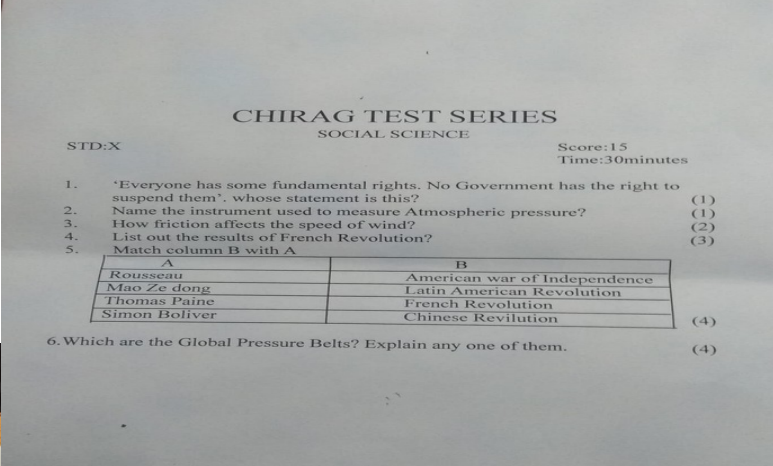 CHIRAG TEST SERIES
SOCIAL SCIENCE
STD:X
Score:15
Time:30minutes
1. 'Everyone has some fundamental rights. No Government has the right to
suspend them'. whose statement is this? (1)
2. Name the instrument used to measure Atmospheric pressure? (1)
3. How friction affects the speed of wind? (2)
4. List out the results of French Revolution? (3)
5. Match column B with A
A B
Rousseau American war of Independence
Mao Ze dong Latin American Revolution
Thomas Paine French Revolution
Simon Boliver Chinese Revilution (4)
6. Which are the Global Pressure Belts? Explain any one of them. (4)